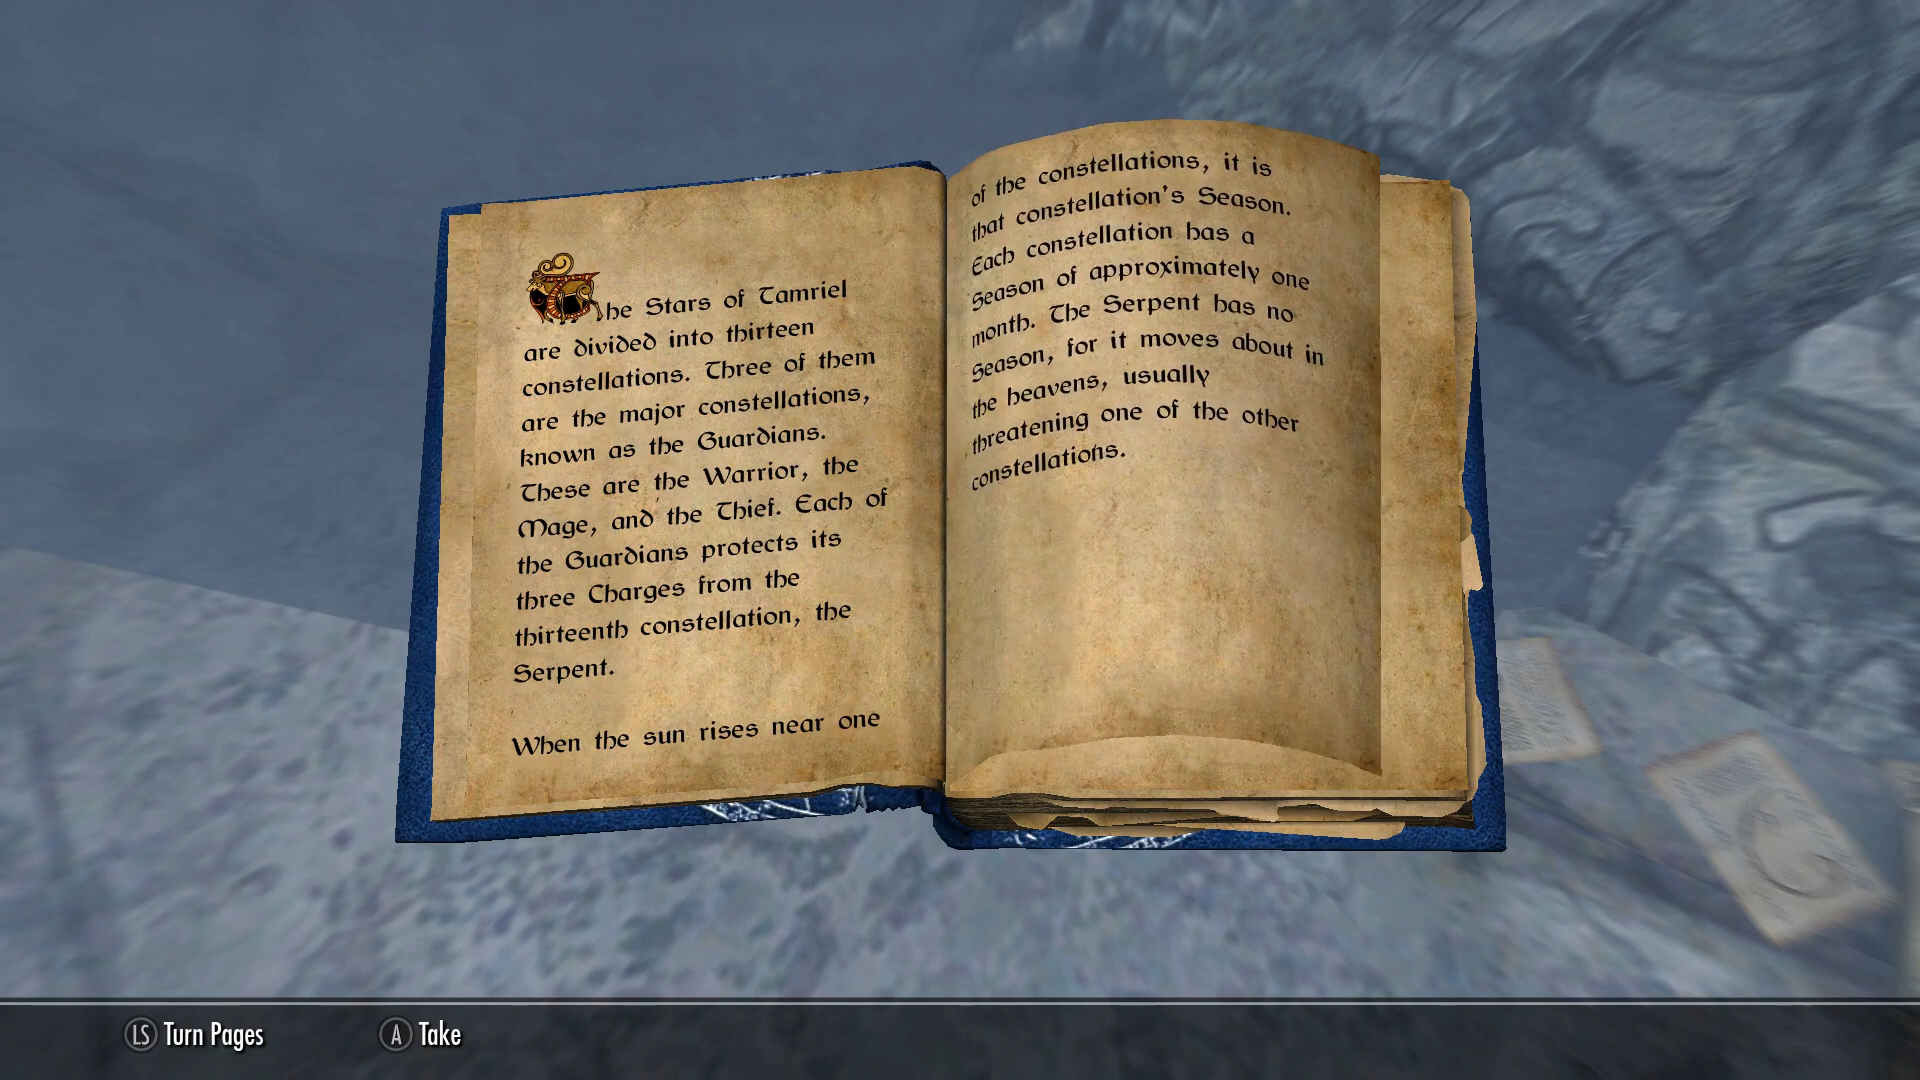 The Stars of Tamriel
are divided into thirteen
constellations. Three of them
are the major constellations,
known as the Guardians.
These are the Warrior, the
Mage, and the Thief. Each of
the Guardians protects its
three Charges from the
thirteenth constellation, the
Serpent.
When the sun rises near one
of the constellations, it is
that constellation's Season.
Each constellation has a
Season of approximately one
month. The Serpent has no
Season, for it moves about in
the heavens, usually
threatening one of the other
constellations.
LS Turn Pages
A Take